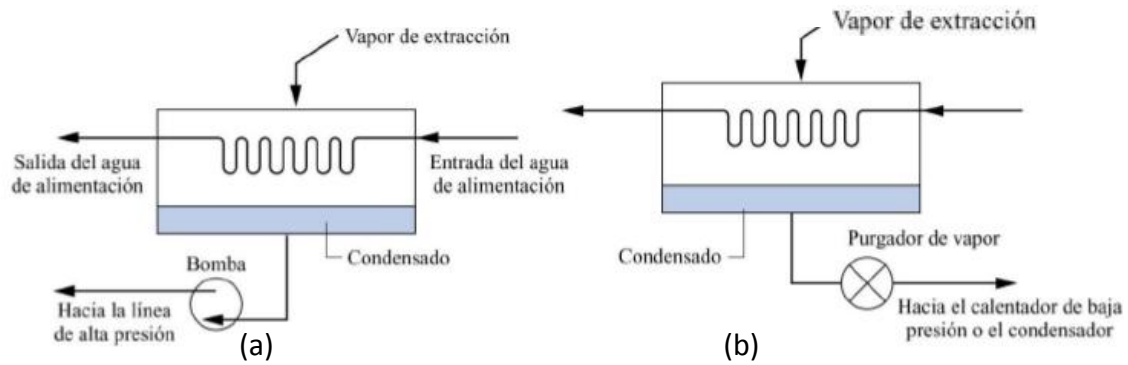 Vapor de extracción
Salida del agua
de alimentación
Entrada del agua
de alimentación
Condensado
Bomba
Hacia la línea
de alta presión
(a)
Vapor de extracción
Condensado
Purgador de vapor
Hacia el calentador de baja
presión o el condensador
(b)